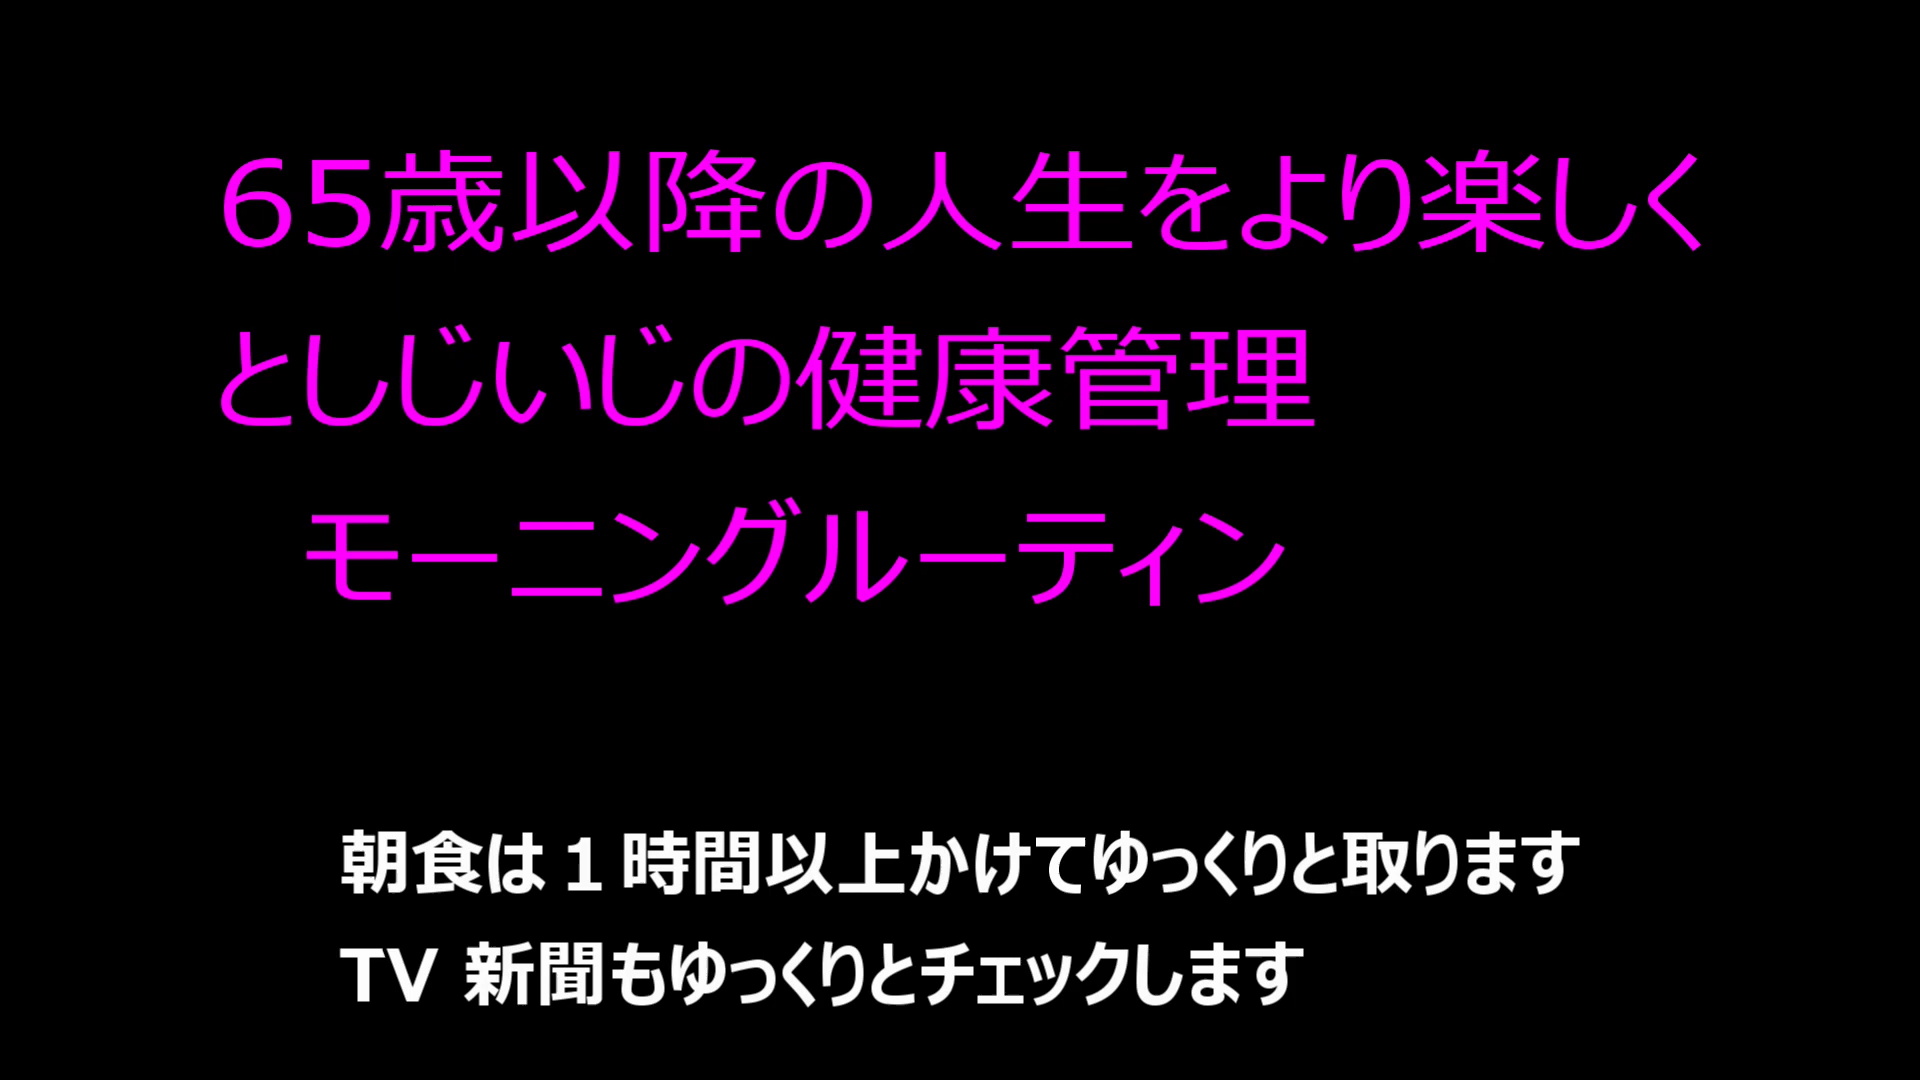 65歳以降の人生をより楽しく
としじいじの健康管理
モーニングルーティン
朝食は１時間以上かけてゆっくりと取ります
TV 新聞もゆっくりとチェックします